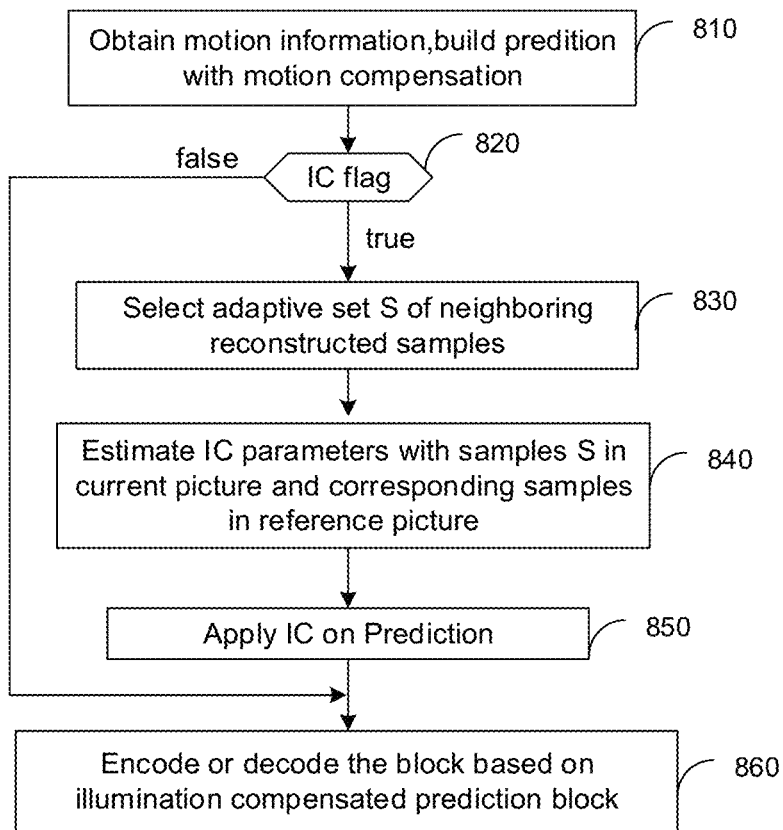 Obtain motion information,build predition
with motion compensation
810
820
false
IC flag
true
Select adaptive set S of neighboring
reconstructed samples
830
Estimate IC parameters with samples S in
current picture and corresponding samples
in reference picture
840
Apply IC on Prediction
850
Encode or decode the block based on
illumination compensated prediction block
860